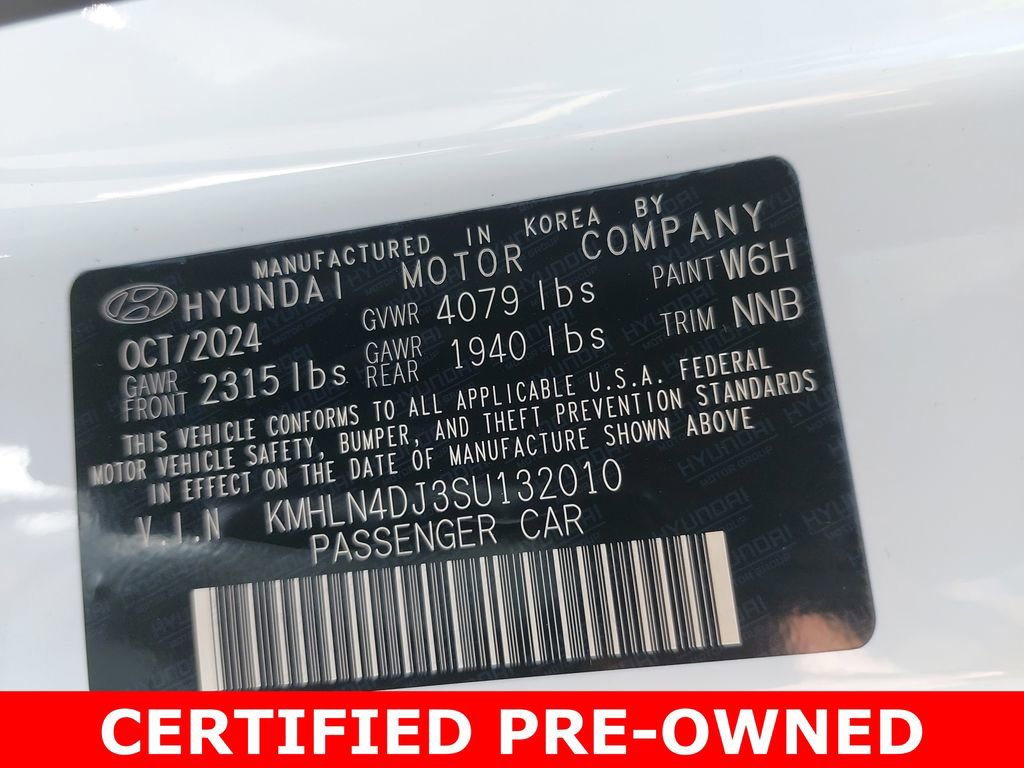 MANUFACTURED IN KOREA BY
HYUNDAI MOTOR COMPANY
OCT/2024 GVWR 4079 lbs PAINT W6H
GAWR FRONT 2315 lbs GAWR REAR 1940 lbs TRIM NNB
THIS VEHICLE CONFORMS TO ALL APPLICABLE U.S.A. FEDERAL
MOTOR VEHICLE SAFETY, BUMPER, AND THEFT PREVENTION STANDARDS
IN EFFECT ON THE DATE OF MANUFACTURE SHOWN ABOVE
V.I.N KMHLN4DJ3SU132010
PASSENGER CAR
CERTIFIED PRE-OWNED